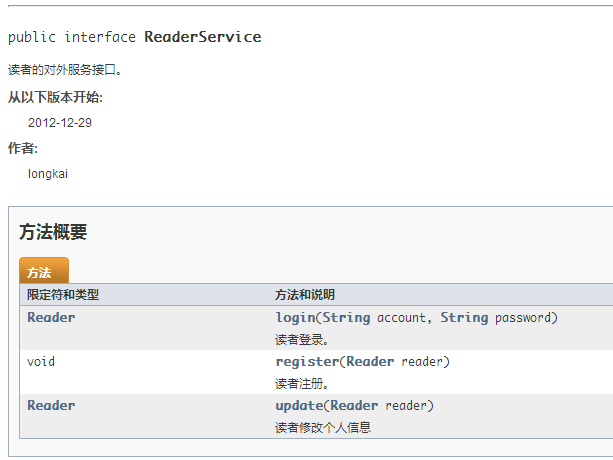 public interface ReaderService
读者的对外服务接口。
从以下版本开始:
2012-12-29
作者:
longkai
方法概要
方法
限定符和类型 方法和说明
Reader login(String account, String password)
读者登录。
void register(Reader reader)
读者注册。
Reader update(Reader reader)
读者修改个人信息